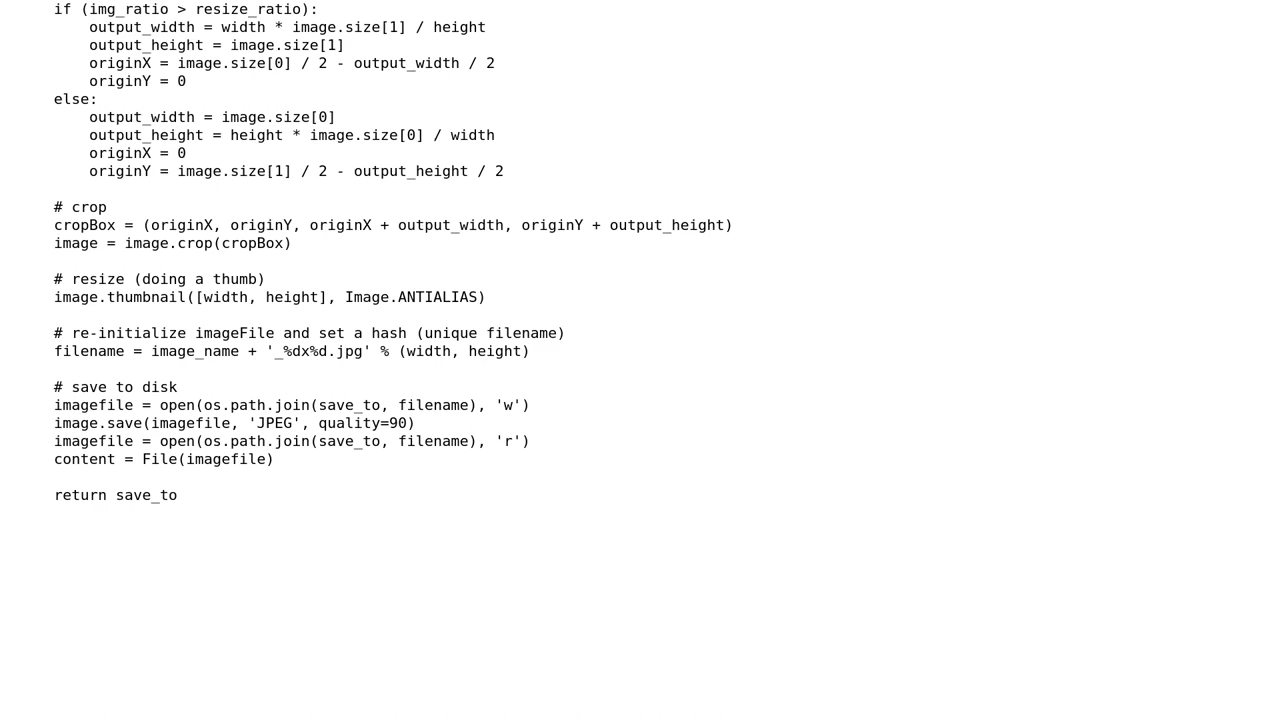 if (img_ratio > resize_ratio):
output_width = width * image.size[1] / height
output_height = image.size[1]
originX = image.size[0] / 2 - output_width / 2
originY = 0
else:
output_width = image.size[0]
output_height = height * image.size[0] / width
originX = 0
originY = image.size[1] / 2 - output_height / 2
# crop
cropBox = (originX, originY, originX + output_width, originY + output_height)
image = image.crop(cropBox)
# resize (doing a thumb)
image.thumbnail([width, height], Image.ANTIALIAS)
# re-initialize imageFile and set a hash (unique filename)
filename = image_name + '_%dx%d.jpg' % (width, height)
# save to disk
imagefile = open(os.path.join(save_to, filename), 'w')
image.save(imagefile, 'JPEG', quality=90)
imagefile = open(os.path.join(save_to, filename), 'r')
content = File(imagefile)
return save_to